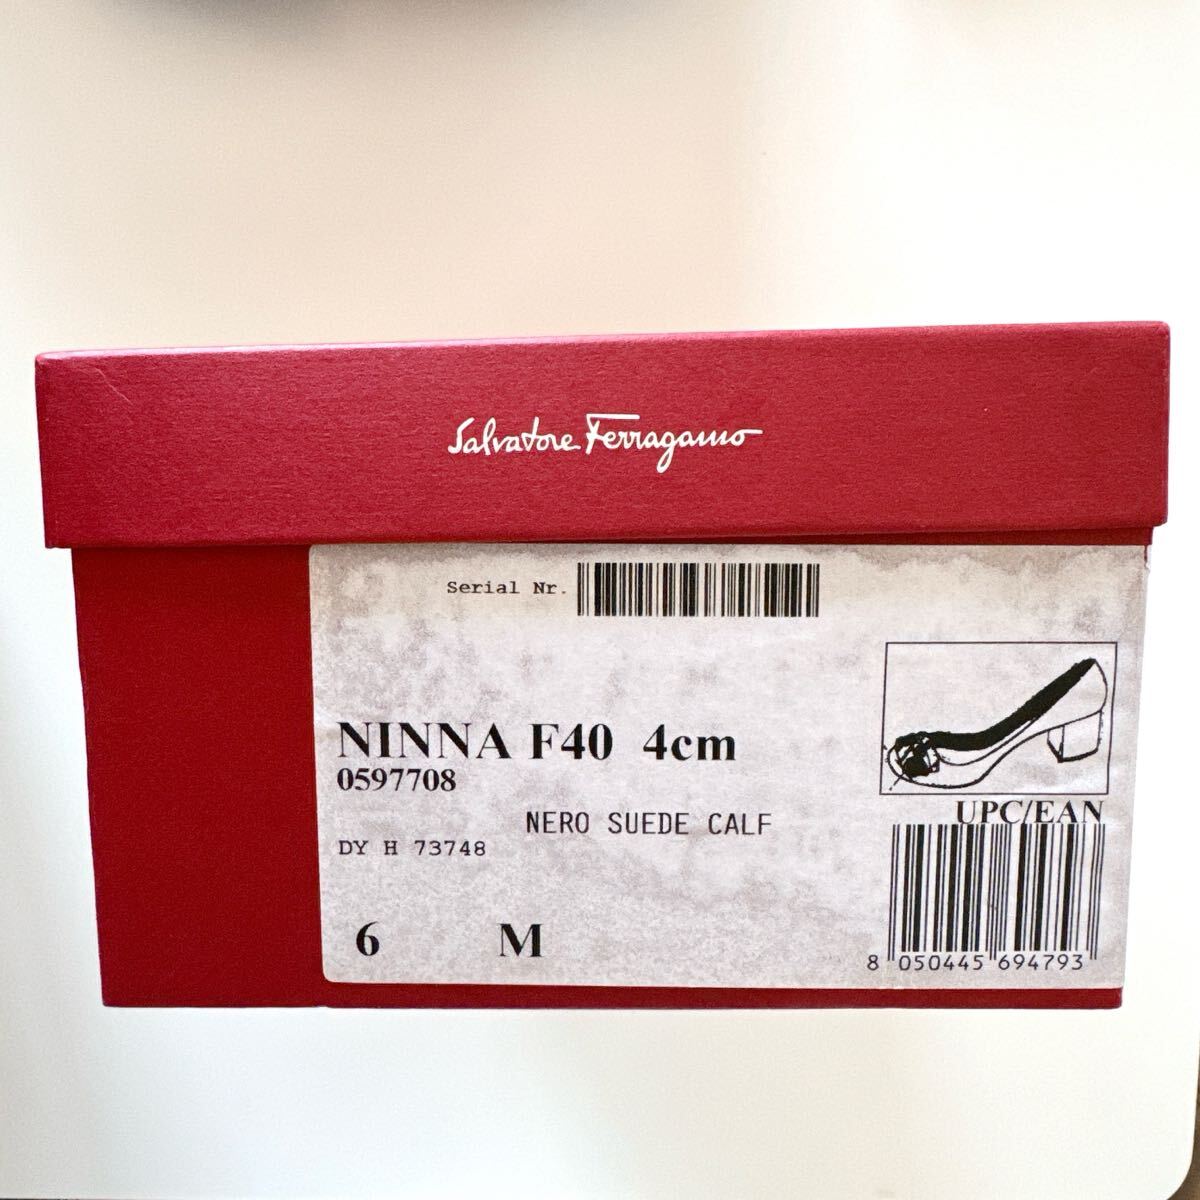 Salvatore Ferragamo
Serial Nr.
NINNA F40 4cm
0597708
NERO SUEDE CALF
DY H 73748
6 M
UPC/EAN
8 050445 694793